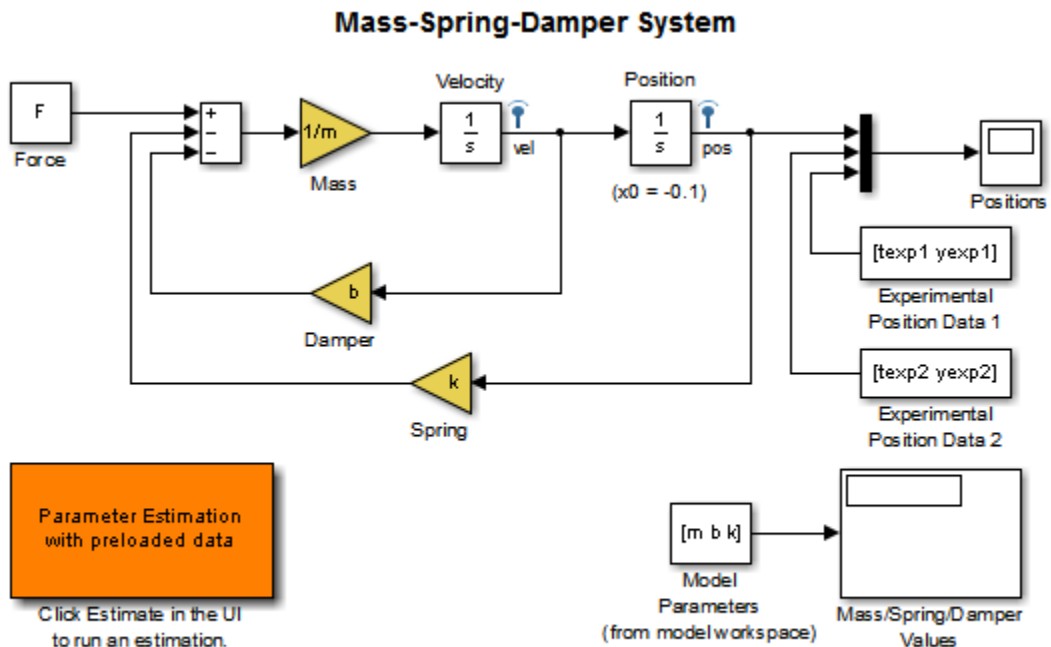 Mass-Spring-Damper System
Velocity
Position
F
+
−
−
1/m
1
s
vel
1
s
pos
Force
Mass
(x0 = -0.1)
Positions
[texp1 yexp1]
b
Experimental
Position Data 1
Damper
[texp2 yexp2]
k
Experimental
Position Data 2
Spring
Parameter Estimation
with preloaded data
[m b k]
Model
Parameters
(from model workspace)
Click Estimate in the UI
to run an estimation.
Mass/Spring/Damper
Values